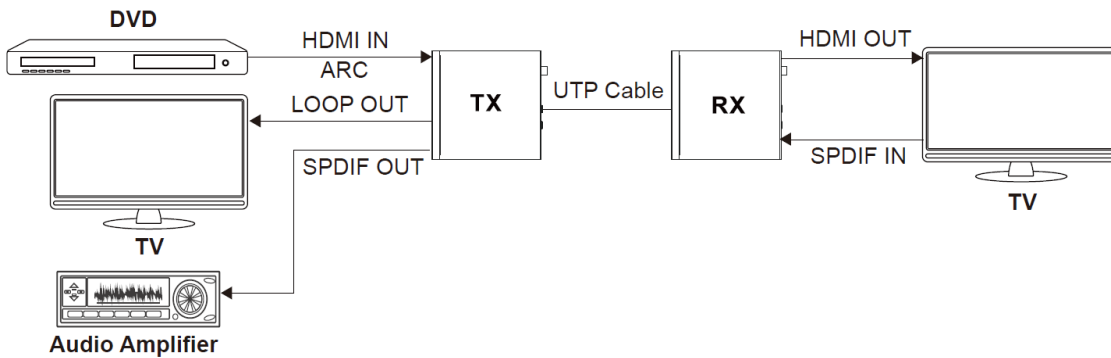 DVD
HDMI IN
ARC
LOOP OUT
SPDIF OUT
TX
UTP Cable
RX
HDMI OUT
SPDIF IN
TV
TV
Audio Amplifier